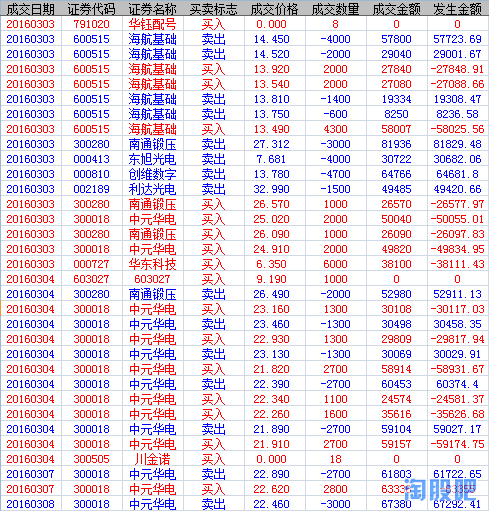 成交日期 证券代码 证券名称 买卖标志 成交价格 成交数量 成交金额 发生金额
20160303 791020 华钰配号 买入 0.000 8 0 0
20160303 600515 海航基础 卖出 14.450 -4000 57800 57723.69
20160303 600515 海航基础 卖出 14.520 -2000 29040 29001.67
20160303 600515 海航基础 买入 13.920 2000 27840 -27848.91
20160303 600515 海航基础 买入 13.540 2000 27080 -27088.66
20160303 600515 海航基础 卖出 13.810 -1400 19334 19308.47
20160303 600515 海航基础 卖出 13.750 -600 8250 8236.58
20160303 600515 海航基础 买入 13.490 4300 58007 -58025.56
20160303 300280 南通锻压 卖出 27.312 -3000 81936 81829.48
20160303 000413 东旭光电 卖出 7.681 -4000 30722 30682.06
20160303 000810 创维数字 卖出 13.780 -4700 64766 64681.8
20160303 002189 利达光电 卖出 32.990 -1500 49485 49420.66
20160303 300280 南通锻压 买入 26.570 1000 26570 -26577.97
20160303 300018 中元华电 买入 25.020 2000 50040 -50055.01
20160303 300280 南通锻压 买入 26.090 1000 26090 -26097.83
20160303 300018 中元华电 买入 24.910 2000 49820 -49834.95
20160303 000727 华东科技 买入 6.350 6000 38100 -38111.43
20160304 603027 603027 买入 9.190 1000 0 0
20160304 300280 南通锻压 卖出 26.490 -2000 52980 52911.13
20160304 300018 中元华电 买入 23.160 1300 30108 -30117.03
20160304 300018 中元华电 卖出 23.460 -1300 30498 30458.35
20160304 300018 中元华电 买入 22.930 1300 29809 -29817.94
20160304 300018 中元华电 卖出 23.130 -1300 30069 30029.91
20160304 300018 中元华电 买入 21.820 2700 58914 -58931.67
20160304 300018 中元华电 卖出 22.390 -2700 60453 60374.4
20160304 300018 中元华电 买入 22.340 1100 24574 -24581.37
20160304 300018 中元华电 买入 22.260 1600 35616 -35626.68
20160304 300018 中元华电 卖出 21.890 -2700 59104 59027.17
20160304 300018 中元华电 买入 21.910 2700 59157 -59174.75
20160304 300505 川金诺 买入 0.000 18 0 0
20160307 300018 中元华电 卖出 22.890 -2700 61803 61722.65
20160307 300018 中元华电 买入 22.620 2800
20160308 300018 中元华电 卖出 22.460 -3000 67380 67292.41
淘股吧